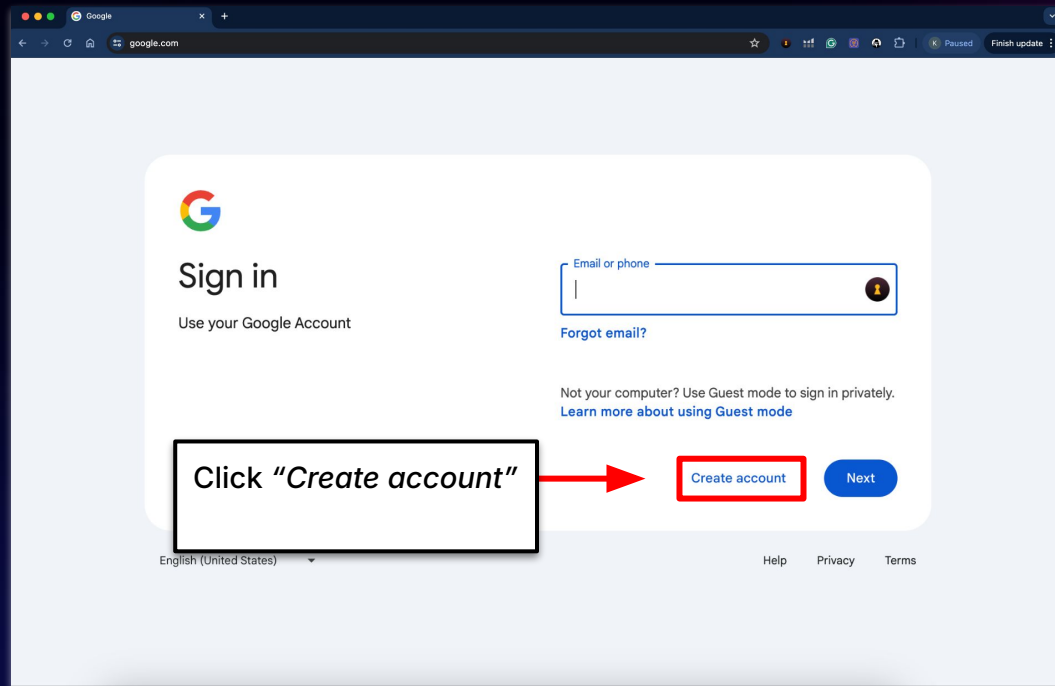 Google
google.com
K Paused
Finish update
Sign in
Use your Google Account
Email or phone
Forgot email?
Not your computer? Use Guest mode to sign in privately.
Learn more about using Guest mode
Click "Create account"
Create account
Next
English (United States)
Help Privacy Terms